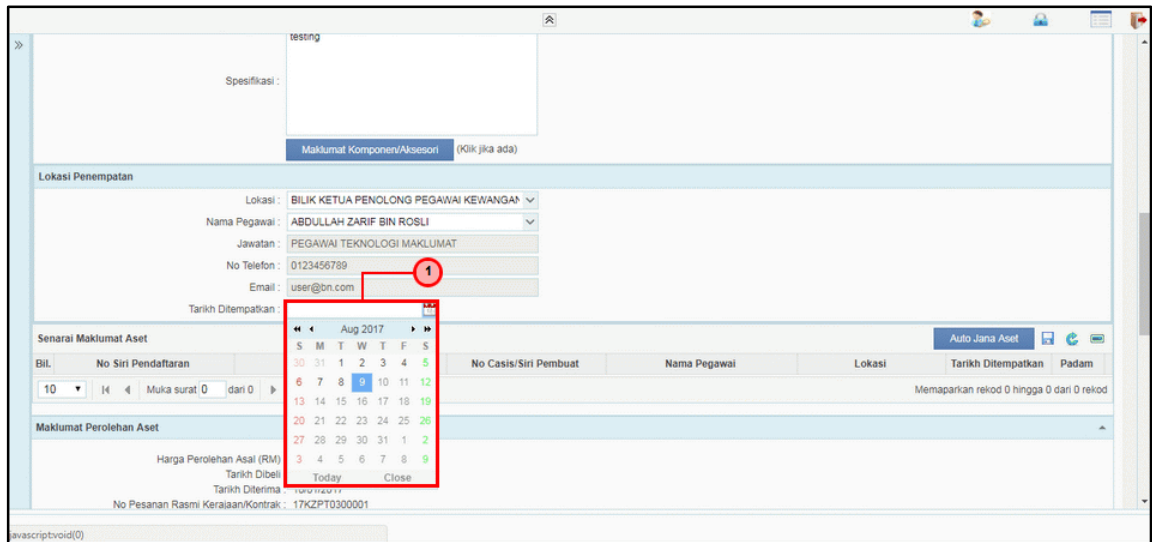 testing
Spesifikasi :
Maklumat Komponen/Aksesori (Klik jika ada)
Lokasi Penempatan
Lokasi : BILIK KETUA PENOLONG PEGAWAI KEWANGAN
Nama Pegawai : ABDULLAH ZARIF BIN ROSLI
Jawatan : PEGAWAI TEKNOLOGI MAKLUMAT
No Telefon : 0123456789
1
Email : user@bn.com
Tarikh Ditempatkan :
Aug 2017
S M T W T F S
30 31 1 2 3 4 5
6 7 8 9 10 11 12
13 14 15 16 17 18 19
20 21 22 23 24 25 26
27 28 29 30 31 1 2
3 4 5 6 7 8 9
Today Close
Senarai Maklumat Aset Auto Jana Aset
Bil. No Siri Pendaftaran No Casis/Siri Pembuat Nama Pegawai Lokasi Tarikh Ditempatkan Padam
10 Muka surat 0 dari 0 Memaparkan rekod 0 hingga 0 dari 0 rekod
Maklumat Perolehan Aset
Harga Perolehan Asal (RM)
Tarikh Dibeli
Tarikh Diterima : 10/01/2017
No Pesanan Rasmi Kerajaan/Kontrak : 17KZPT0300001
javascript:void(0)